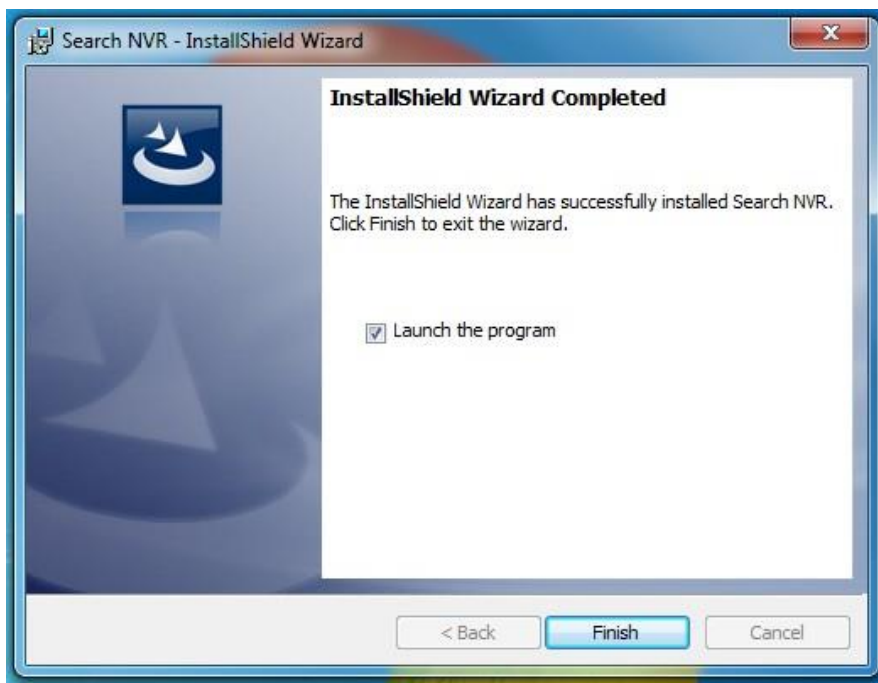 Search NVR - InstallShield Wizard
InstallShield Wizard Completed
The InstallShield Wizard has successfully installed Search NVR.
Click Finish to exit the wizard.
Launch the program
< Back
Finish
Cancel